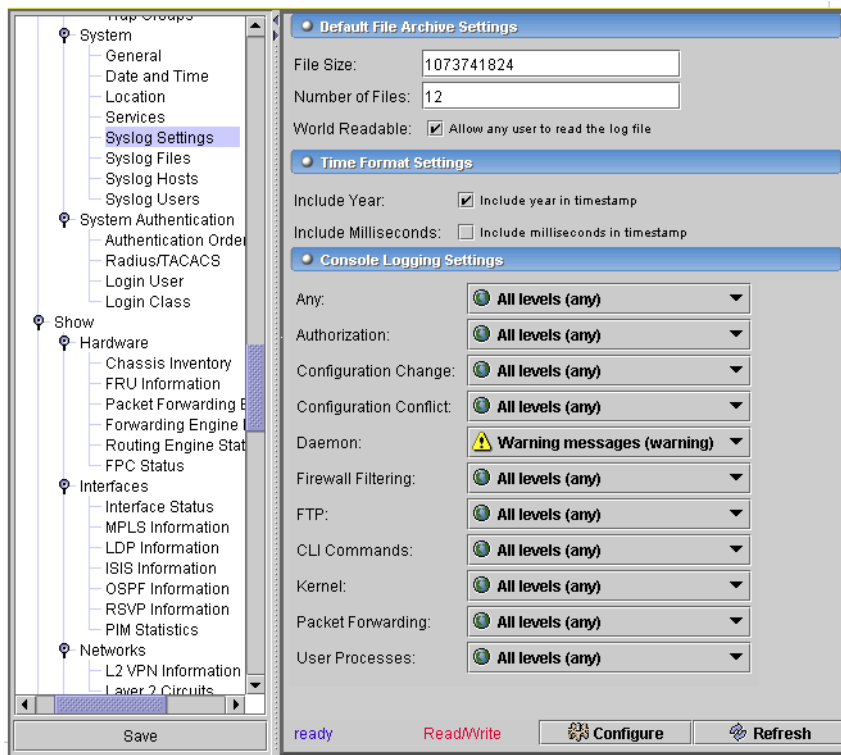 Trap Groups
System
General
Date and Time
Location
Services
Syslog Settings
Syslog Files
Syslog Hosts
Syslog Users
System Authentication
Authentication Order
Radius/TACACS
Login User
Login Class
Show
Hardware
Chassis Inventory
FRU Information
Packet Forwarding E
Forwarding Engine
Routing Engine Stat
FPC Status
Interfaces
Interface Status
MPLS Information
LDP Information
ISIS Information
OSPF Information
RSVP Information
PIM Statistics
Networks
L2 VPN Information
Layer 2 Circuits
Save
Default File Archive Settings
File Size: 1073741824
Number of Files: 12
World Readable: Allow any user to read the log file
Time Format Settings
Include Year: Include year in timestamp
Include Milliseconds: Include milliseconds in timestamp
Console Logging Settings
Any: All levels (any)
Authorization: All levels (any)
Configuration Change: All levels (any)
Configuration Conflict: All levels (any)
Daemon: Warning messages (warning)
Firewall Filtering: All levels (any)
FTP: All levels (any)
CLI Commands: All levels (any)
Kernel: All levels (any)
Packet Forwarding: All levels (any)
User Processes: All levels (any)
ready Read/Write Configure Refresh